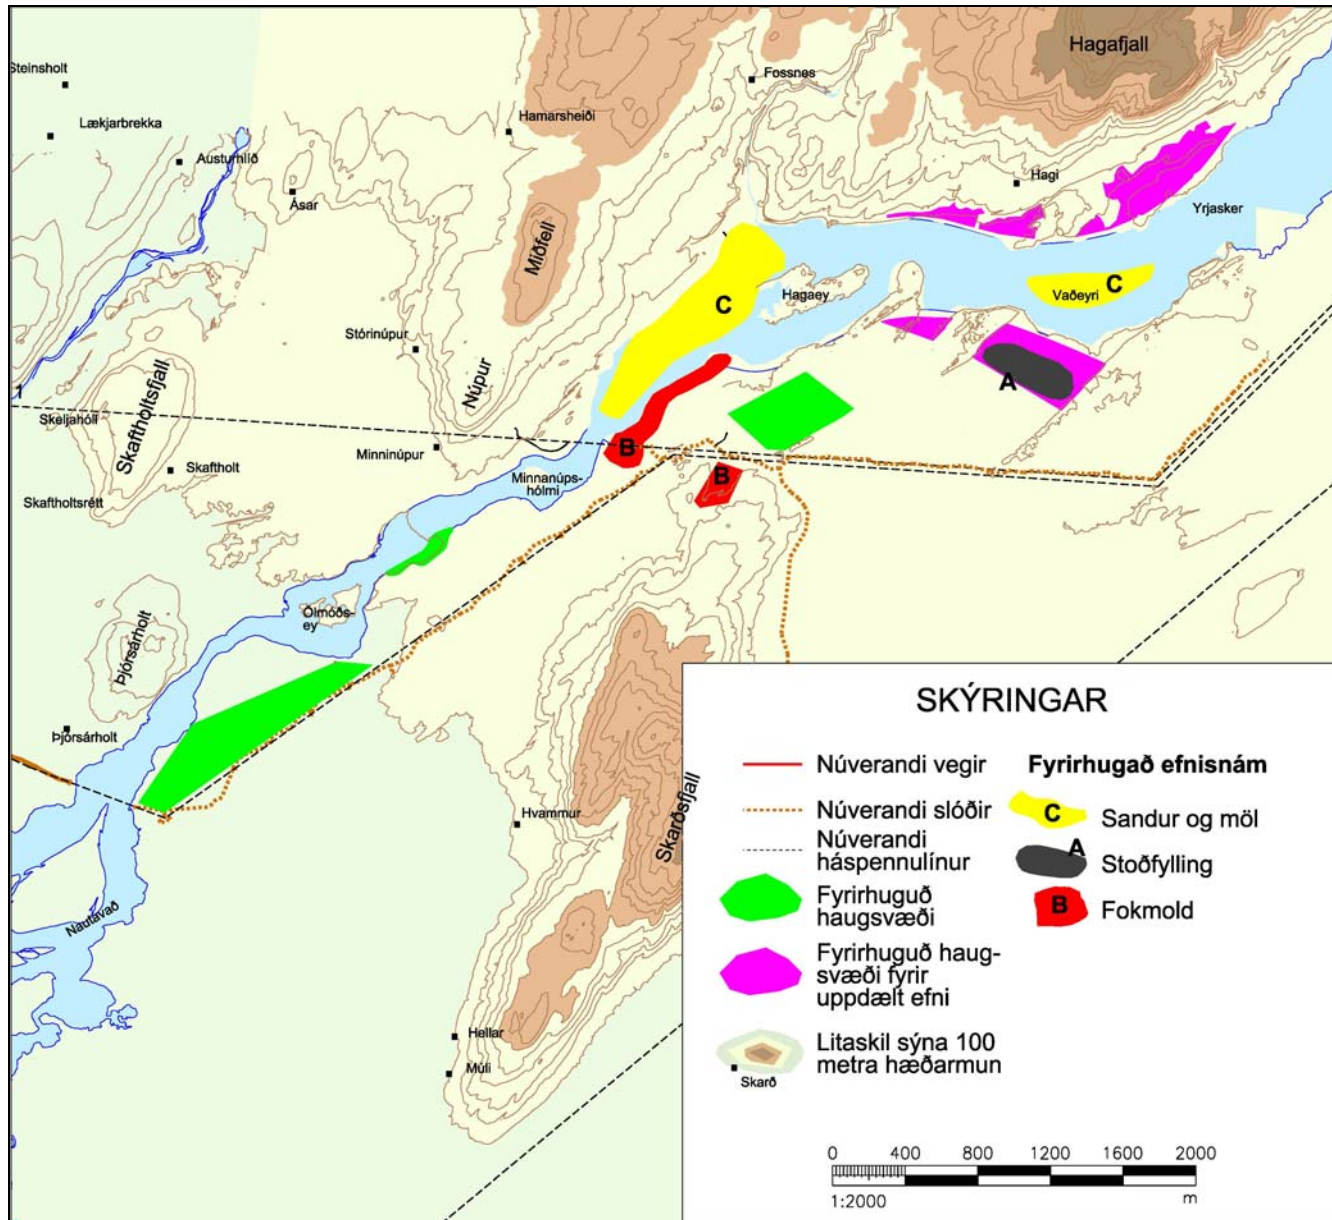 Hagafjall
Steinsholt
Fossnes
Lækjarbrekka
Hamarsheiði
Austurhlíð
Hagi
Ásar
Yrjasker
Miðfell
C
Hagaey
C
Vaðeyri
Stórinúpur
Núpur
A
1
Skeljahóll
Skaftholtsfjall
Minninúpur
B
Skaftholt
B
Minnanúps-
hólmi
Skaftholtsrétt
Ölmóðs-
ey
Þjórsárholt
Þjórsárholt
Hvammur
Skarðsfjall
Nautavað
Hellar
Múli
SKÝRINGAR
Núverandi vegir
Núverandi slóðir
Núverandi
háspennulínur
Fyrirhuguð
haugsvæði
Fyrirhuguð haug-
svæði fyrir
uppdælt efni
Litaskil sýna 100
metra hæðarmun
Skarð
Fyrirhugað efnisnám
C
Sandur og möl
A
Stoðfylling
B
Fokmold
0 400 800 1200 1600 2000
1:2000 m